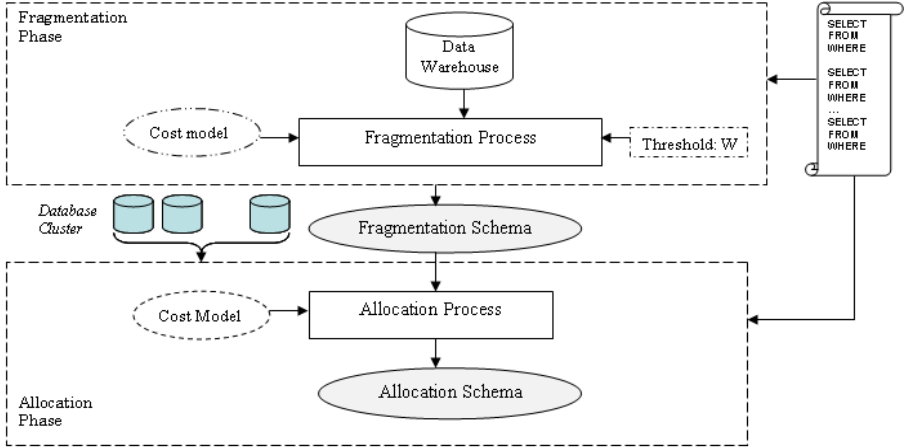 Fragmentation
Phase
Data
Warehouse
Cost model
Fragmentation Process
Threshold: W
SELECT
FROM
WHERE
SELECT
FROM
WHERE
...
SELECT
FROM
WHERE
Database
Cluster
Fragmentation Schema
Cost Model
Allocation Process
Allocation Schema
Allocation
Phase